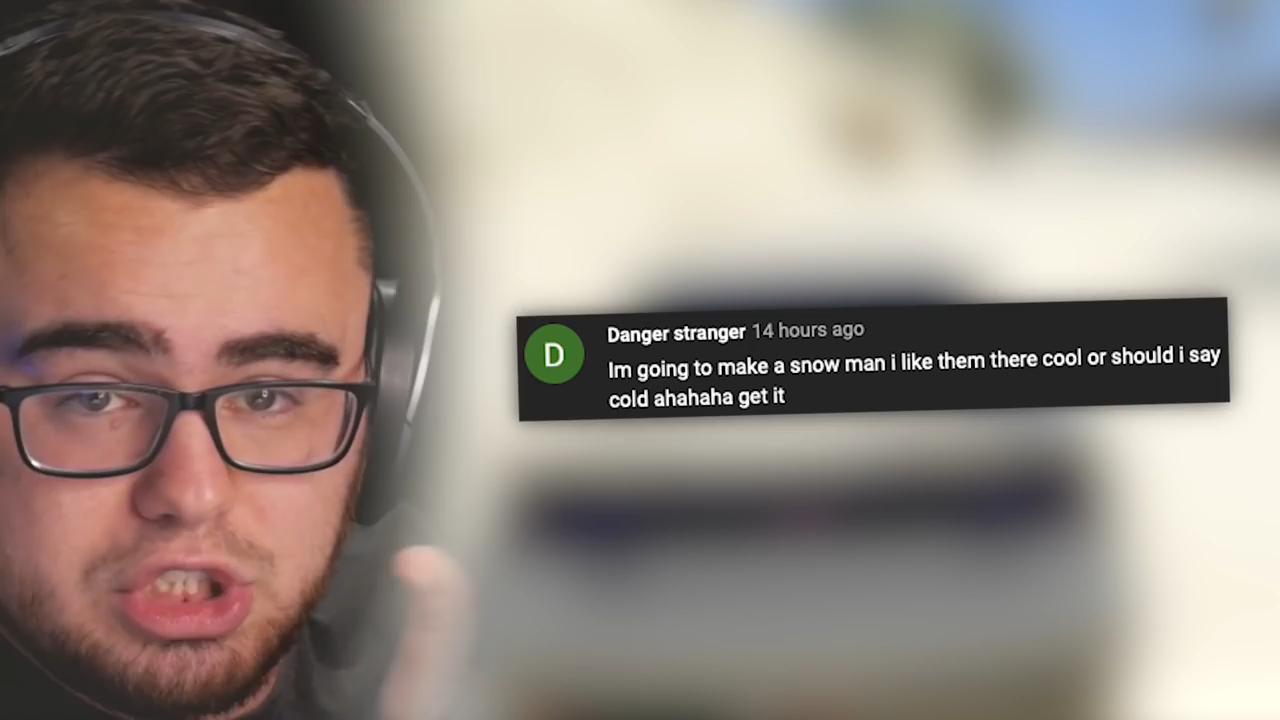 D
Danger stranger 14 hours ago
Im going to make a snow man i like them there cool or should i say
cold ahahaha get it